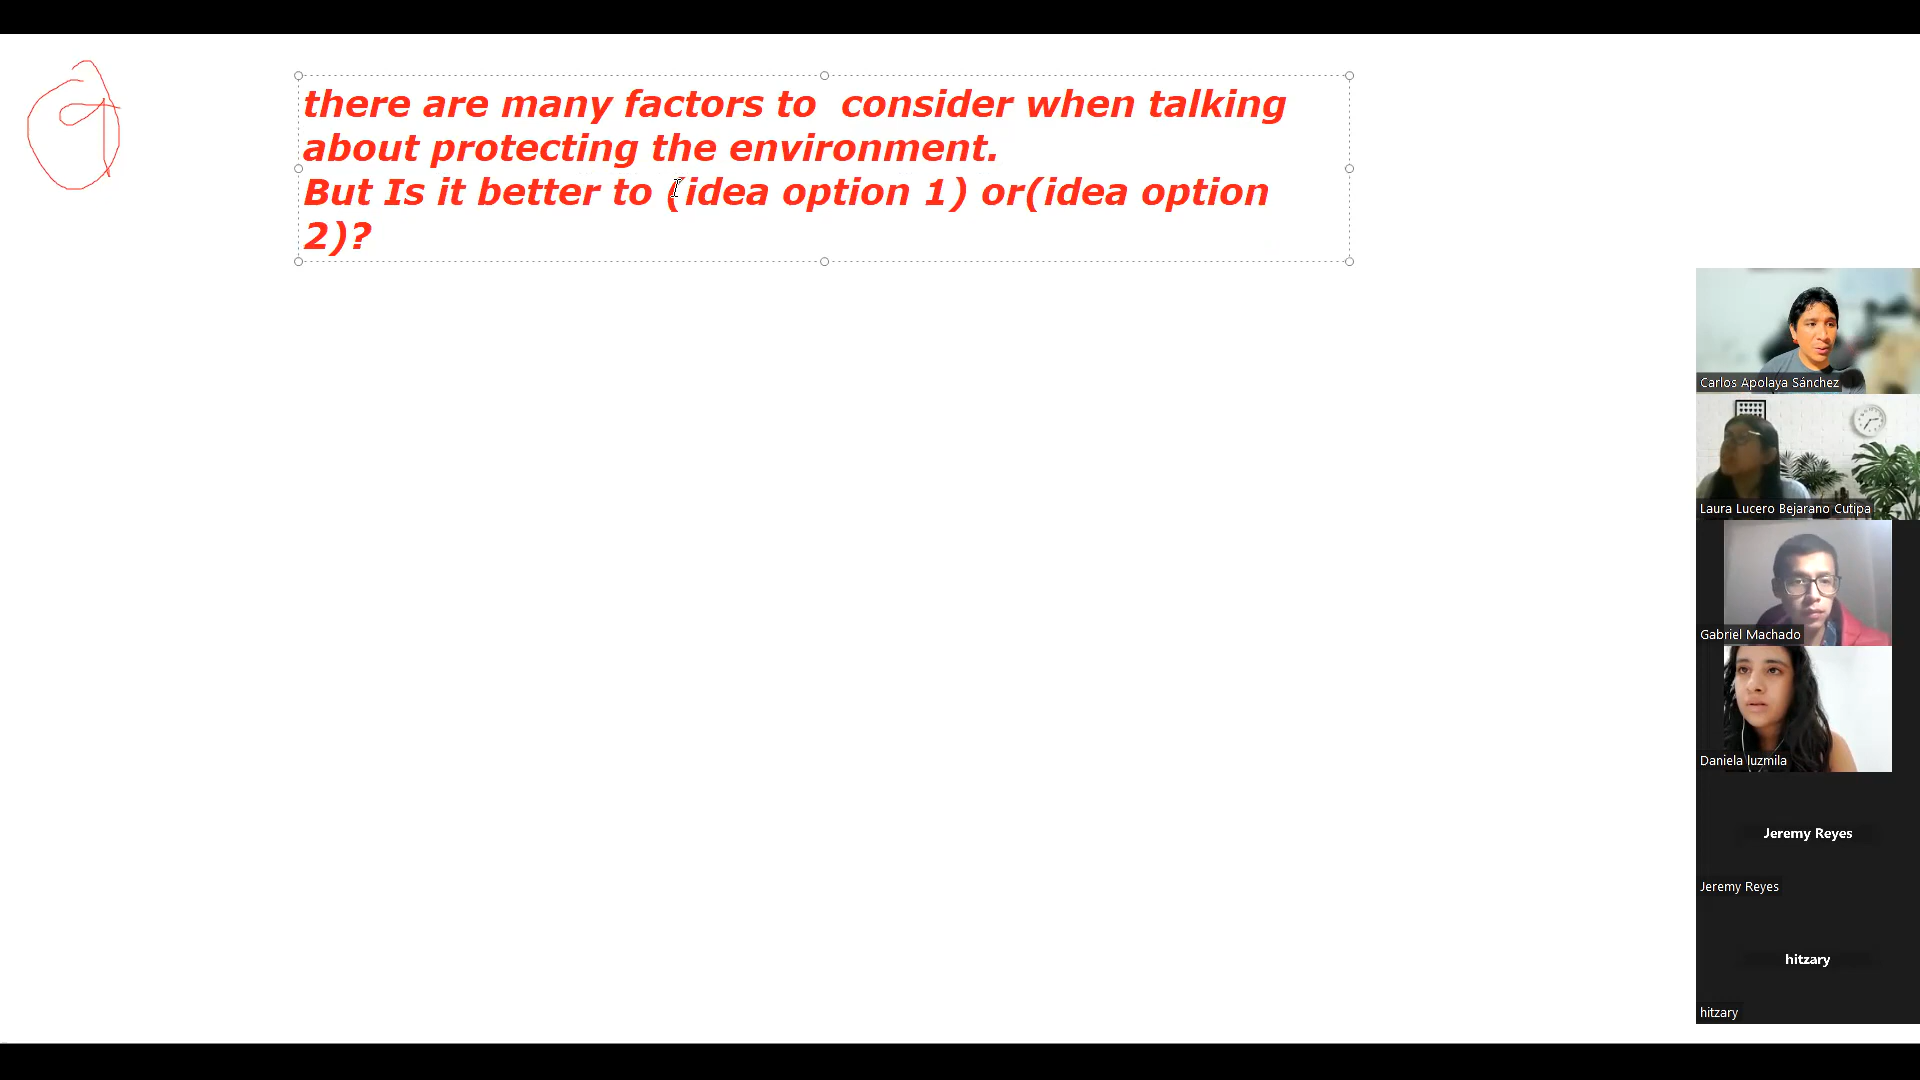 there are many factors to  consider when talking
about protecting the environment.
But Is it better to (idea option 1) or(idea option
2)?
Carlos Apolaya Sánchez
Laura Lucero Bejarano Cutipa
Gabriel Machado
Daniela luzmila
Jeremy Reyes
Jeremy Reyes
hitzary
hitzary